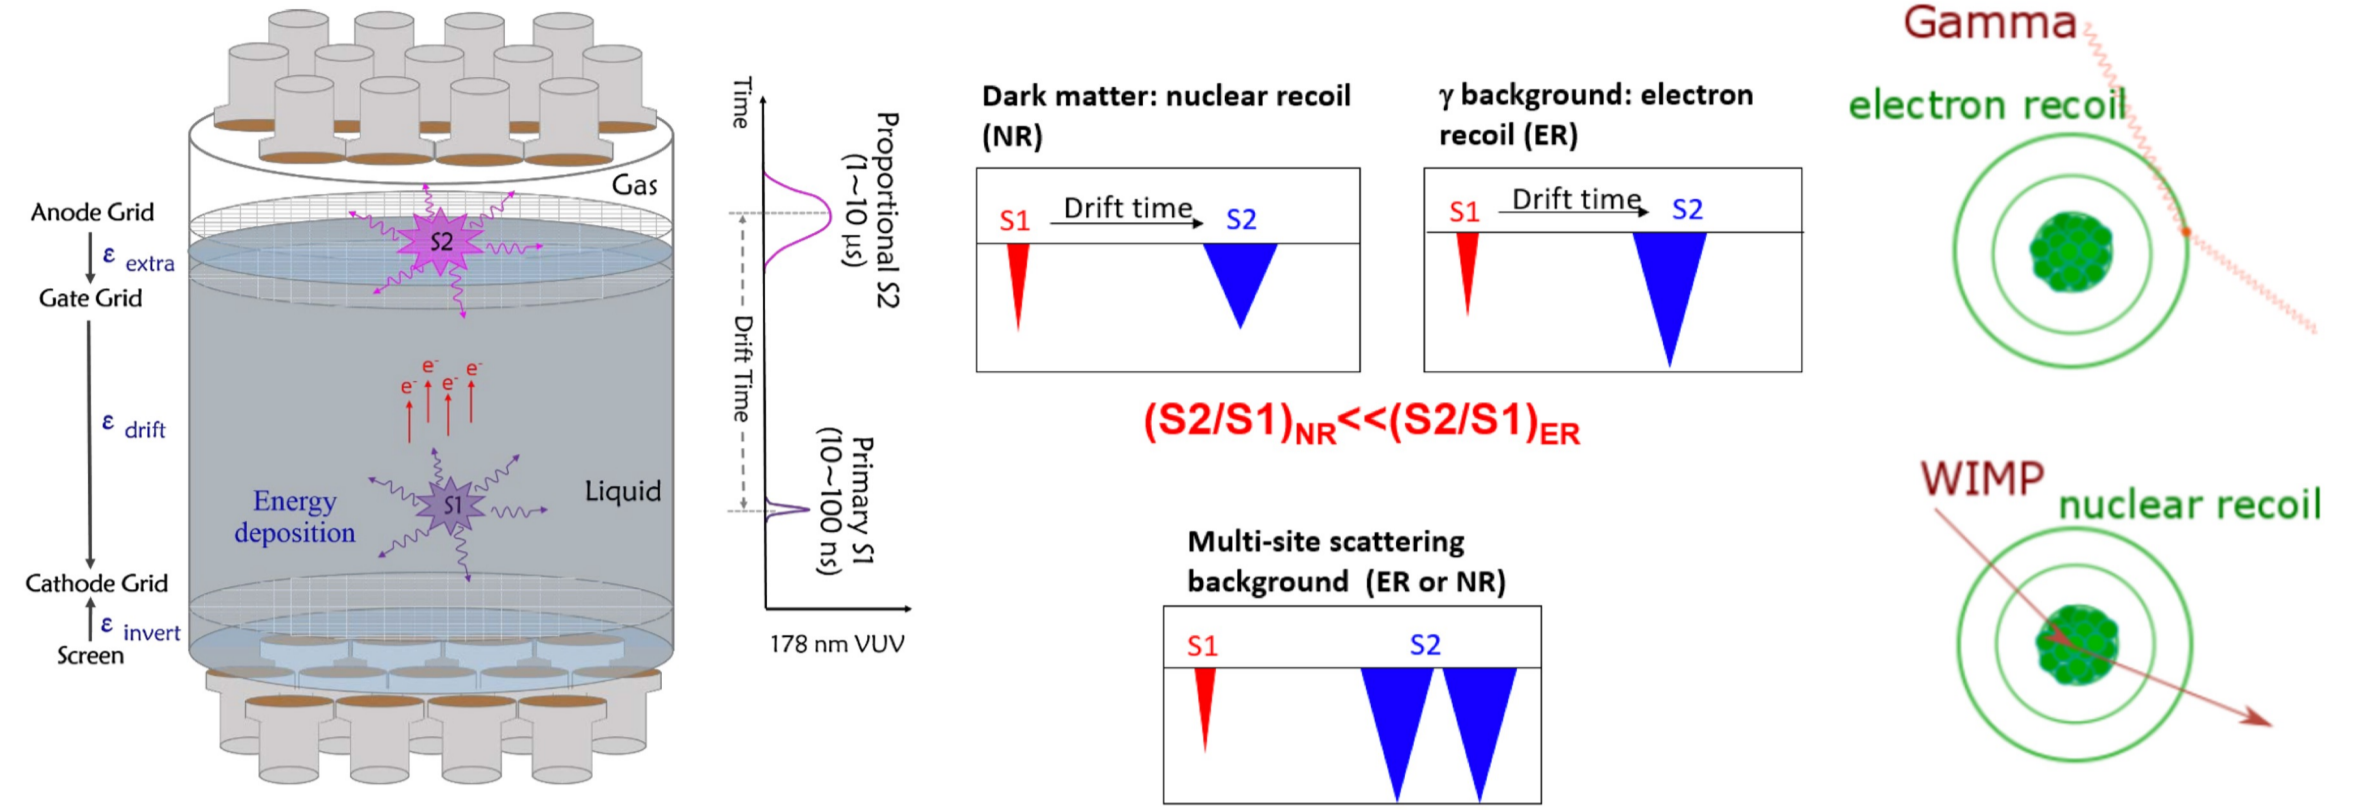 Anode Grid
ε extra
Gate Grid
ε drift
Cathode Grid
ε invert
Screen
Gas
S2
e⁻ e⁻ e⁻ e⁻
S1
Energy
deposition
Liquid
Time
Proportional S2
(1~10 µs)
Drift Time
Primary S1
(10~100 ns)
178 nm VUV
Dark matter: nuclear recoil
(NR)
S1 Drift time S2
γ background: electron
recoil (ER)
S1 Drift time S2
(S2/S1)NR<<(S2/S1)ER
Multi-site scattering
background (ER or NR)
S1 S2
Gamma
electron recoil
WIMP
nuclear recoil